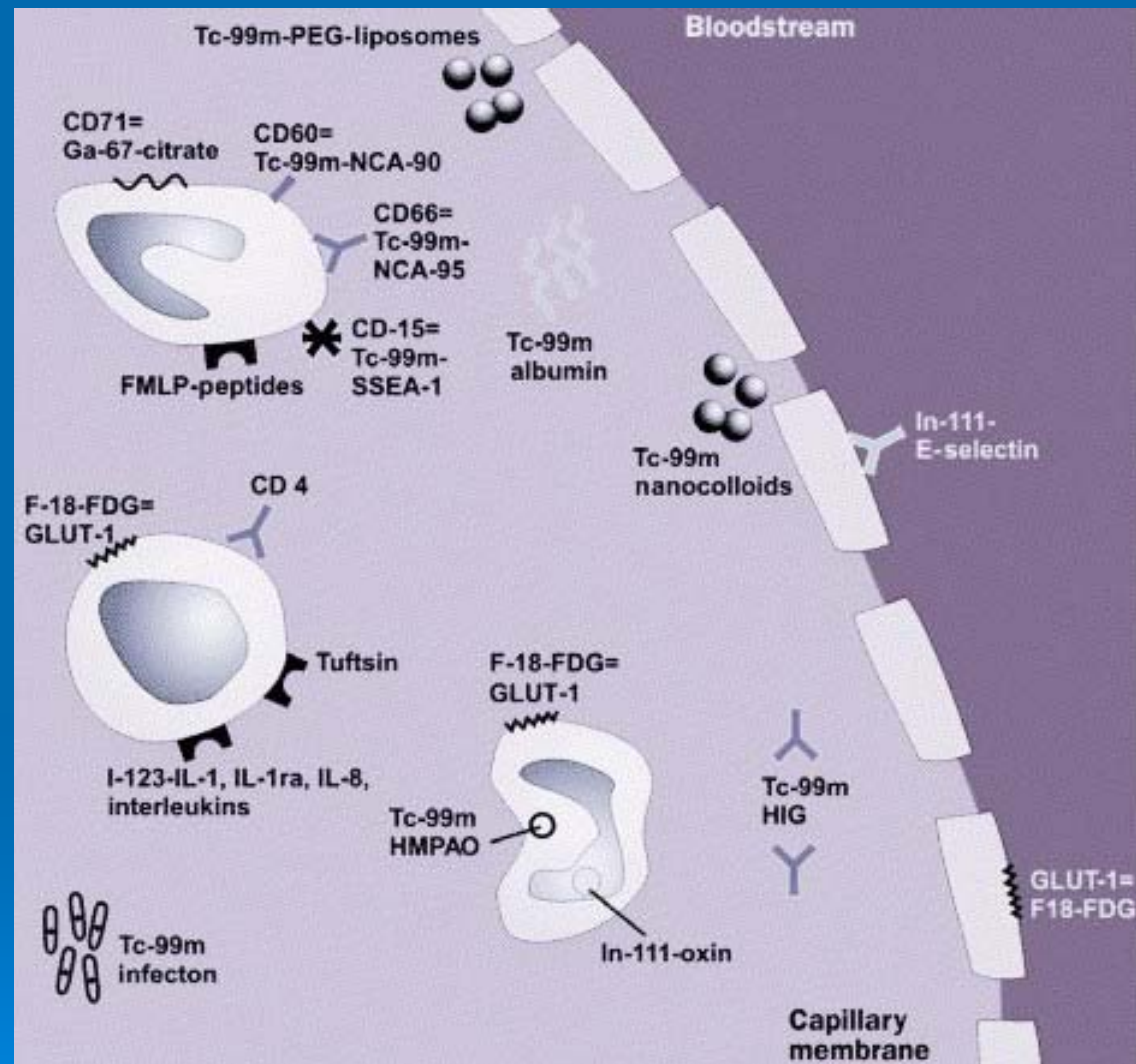 Bloodstream
Tc-99m-PEG-liposomes
CD71=
Ga-67-citrate
CD60=
Tc-99m-NCA-90
CD66=
Tc-99m-
NCA-95
CD-15=
Tc-99m-
SSEA-1
FMLP-peptides
Tc-99m
albumin
Tc-99m
nanocolloids
In-111-
E-selectin
F-18-FDG=
GLUT-1
CD 4
Tuftsin
I-123-IL-1, IL-1ra, IL-8,
interleukins
F-18-FDG=
GLUT-1
Tc-99m
HMPAO
In-111-oxin
Tc-99m
HIG
GLUT-1=
F18-FDG
Tc-99m
infecton
Capillary
membrane